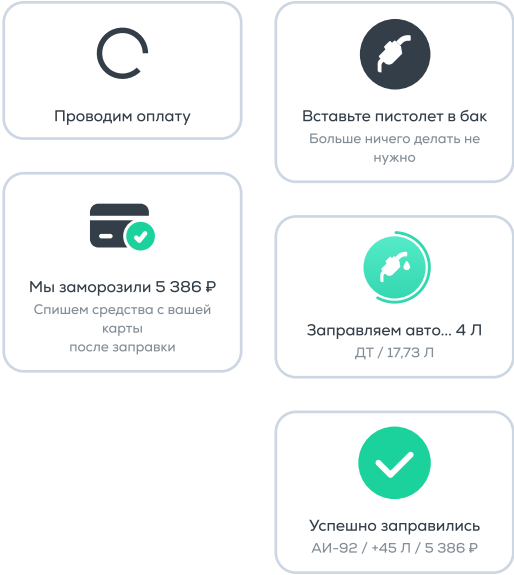 Проводим оплату
Мы заморозили 5 386 ₽
Спишем средства с вашей
карты
после заправки
Вставьте пистолет в бак
Больше ничего делать не
нужно
Заправляем авто... 4 Л
ДТ / 17,73 Л
Успешно заправились
АИ-92 / +45 Л / 5 386 ₽